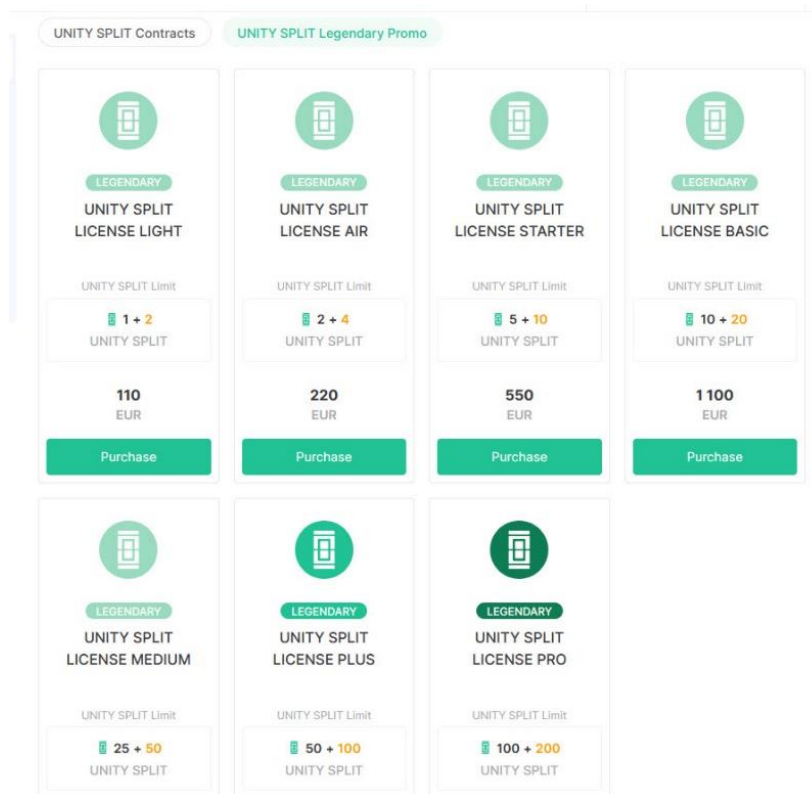 UNITY SPLIT Contracts
UNITY SPLIT Legendary Promo
LEGENDARY
UNITY SPLIT
LICENSE LIGHT
UNITY SPLIT Limit
1 + 2
UNITY SPLIT
110
EUR
Purchase
LEGENDARY
UNITY SPLIT
LICENSE AIR
UNITY SPLIT Limit
2 + 4
UNITY SPLIT
220
EUR
Purchase
LEGENDARY
UNITY SPLIT
LICENSE STARTER
UNITY SPLIT Limit
5 + 10
UNITY SPLIT
550
EUR
Purchase
LEGENDARY
UNITY SPLIT
LICENSE BASIC
UNITY SPLIT Limit
10 + 20
UNITY SPLIT
1 100
EUR
Purchase
LEGENDARY
UNITY SPLIT
LICENSE MEDIUM
UNITY SPLIT Limit
25 + 50
UNITY SPLIT
LEGENDARY
UNITY SPLIT
LICENSE PLUS
UNITY SPLIT Limit
50 + 100
UNITY SPLIT
LEGENDARY
UNITY SPLIT
LICENSE PRO
UNITY SPLIT Limit
100 + 200
UNITY SPLIT